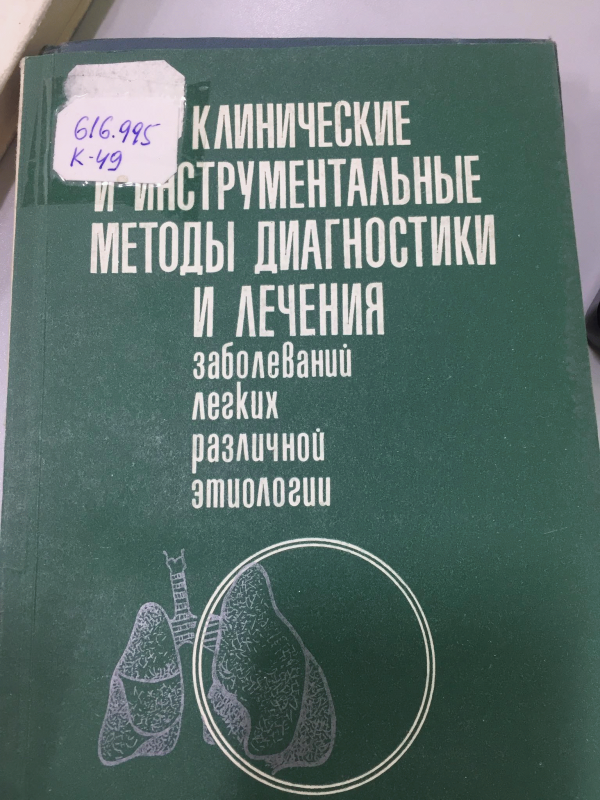 616.995
К-49
КЛИНИЧЕСКИЕ
И ИНСТРУМЕНТАЛЬНЫЕ
МЕТОДЫ ДИАГНОСТИКИ
И ЛЕЧЕНИЯ
заболеваний
легких
различной
этиологии